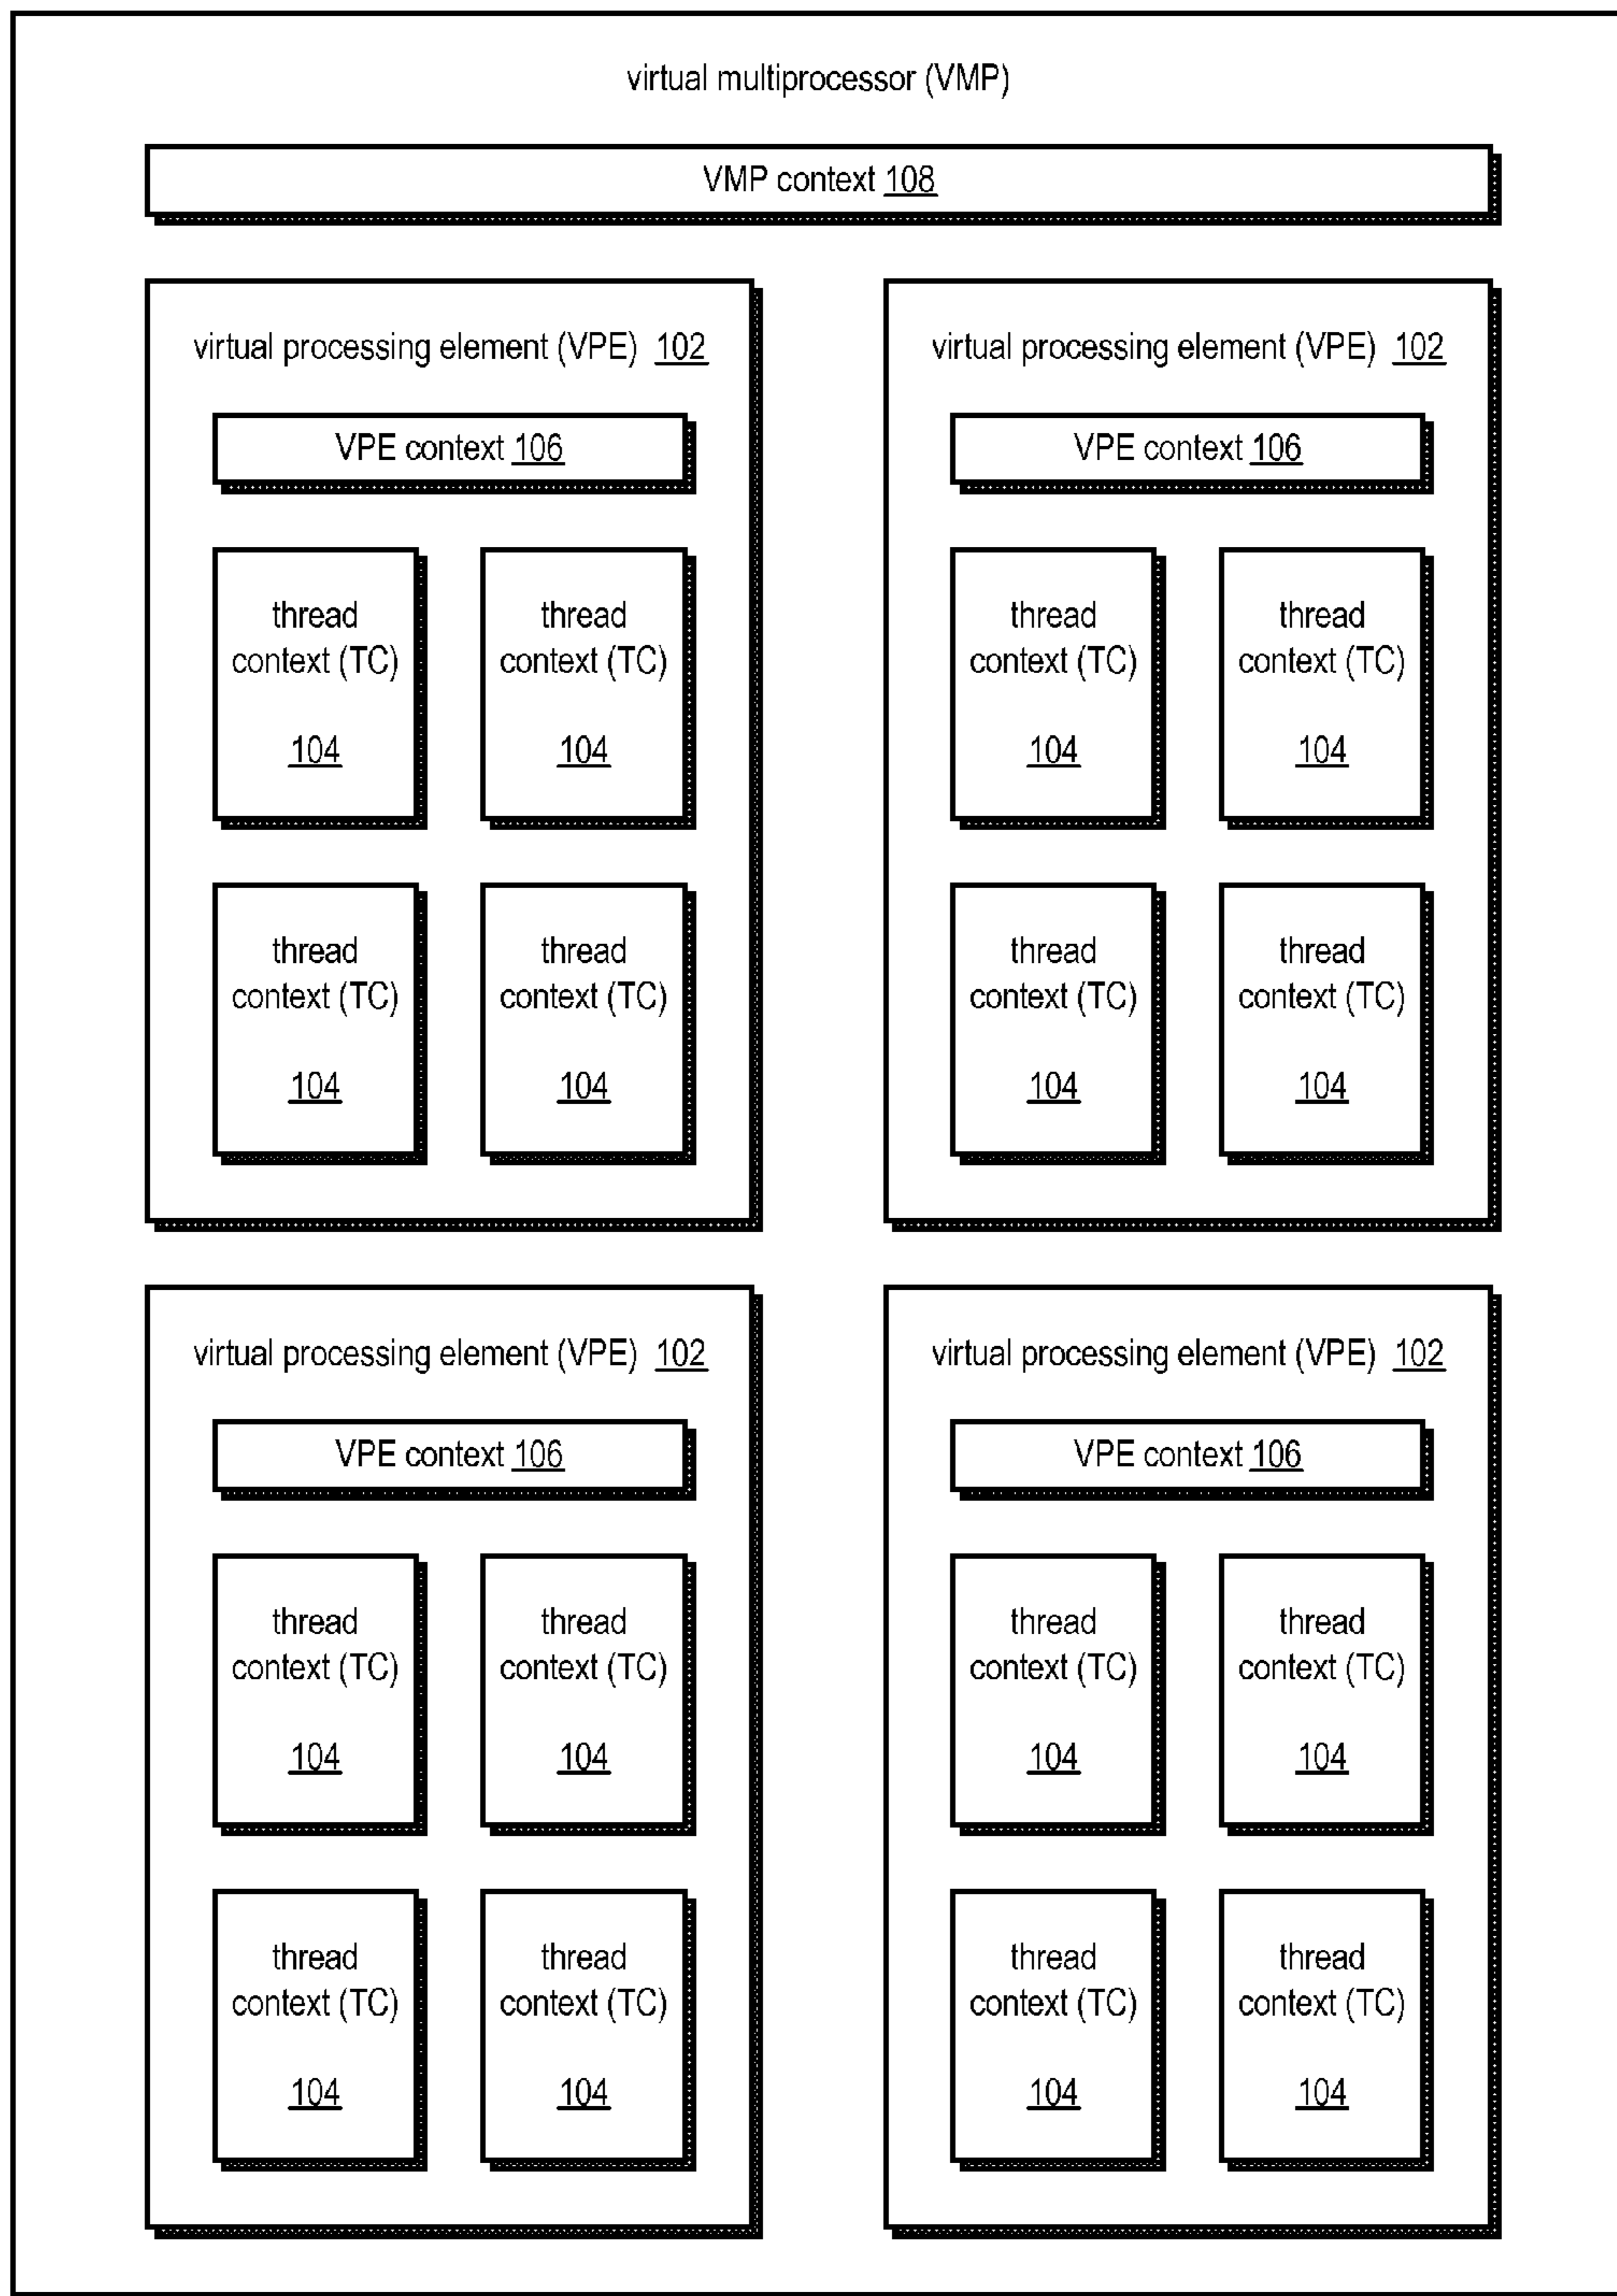 virtual multiprocessor (VMP)
VMP context 108
virtual processing element (VPE) 102
VPE context 106
thread
context (TC)
104
thread
context (TC)
104
thread
context (TC)
104
thread
context (TC)
104
virtual processing element (VPE) 102
VPE context 106
thread
context (TC)
104
thread
context (TC)
104
thread
context (TC)
104
thread
context (TC)
104
virtual processing element (VPE) 102
VPE context 106
thread
context (TC)
104
thread
context (TC)
104
thread
context (TC)
104
thread
context (TC)
104
virtual processing element (VPE) 102
VPE context 106
thread
context (TC)
104
thread
context (TC)
104
thread
context (TC)
104
thread
context (TC)
104